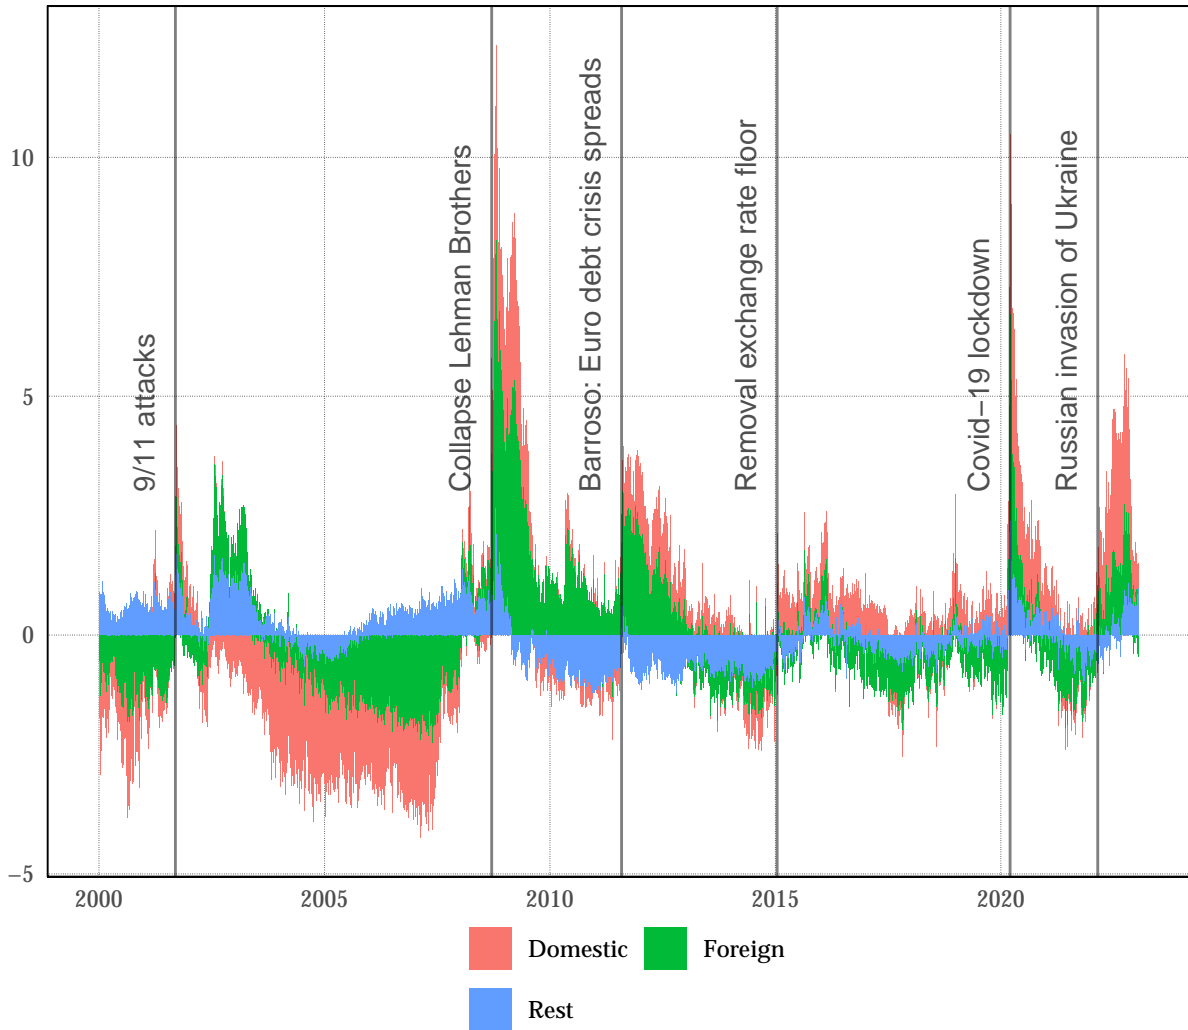 10
5
0
−5
9/11 attacks
Collapse Lehman Brothers
Barroso: Euro debt crisis spreads
Removal exchange rate floor
Covid−19 lockdown
Russian invasion of Ukraine
2000 2005 2010 2015 2020
Domestic Foreign
Rest